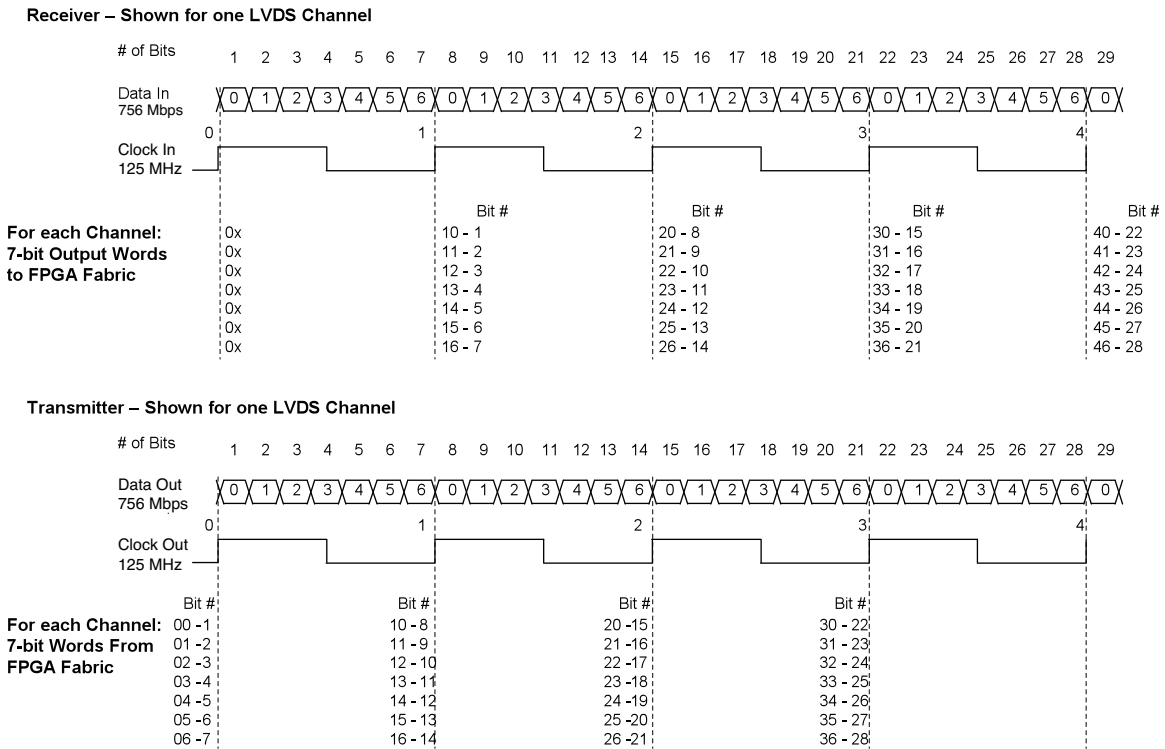 Receiver – Shown for one LVDS Channel
# of Bits 1 2 3 4 5 6 7 8 9 10 11 12 13 14 15 16 17 18 19 20 21 22 23 24 25 26 27 28 29
Data In 0 1 2 3 4 5 6 0 1 2 3 4 5 6 0 1 2 3 4 5 6 0 1 2 3 4 5 6 0
756 Mbps
0 1 2 3 4
Clock In
125 MHz
Bit # Bit # Bit # Bit #
For each Channel: 0x 10 - 1 20 - 8 30 - 15 40 - 22
7-bit Output Words 0x 11 - 2 21 - 9 31 - 16 41 - 23
to FPGA Fabric 0x 12 - 3 22 - 10 32 - 17 42 - 24
0x 13 - 4 23 - 11 33 - 18 43 - 25
0x 14 - 5 24 - 12 34 - 19 44 - 26
0x 15 - 6 25 - 13 35 - 20 45 - 27
0x 16 - 7 26 - 14 36 - 21 46 - 28
Transmitter – Shown for one LVDS Channel
# of Bits 1 2 3 4 5 6 7 8 9 10 11 12 13 14 15 16 17 18 19 20 21 22 23 24 25 26 27 28 29
Data Out 0 1 2 3 4 5 6 0 1 2 3 4 5 6 0 1 2 3 4 5 6 0 1 2 3 4 5 6 0
756 Mbps
0 1 2 3 4
Clock Out
125 MHz
Bit # Bit # Bit # Bit #
For each Channel: 00 -1 10 - 8 20 -15 30 - 22
7-bit Words From 01 -2 11 - 9 21 -16 31 - 23
FPGA Fabric 02 -3 12 - 10 22 -17 32 - 24
03 -4 13 - 11 23 -18 33 - 25
04 -5 14 - 12 24 -19 34 - 26
05 -6 15 - 13 25 -20 35 - 27
06 -7 16 - 14 26 -21 36 - 28